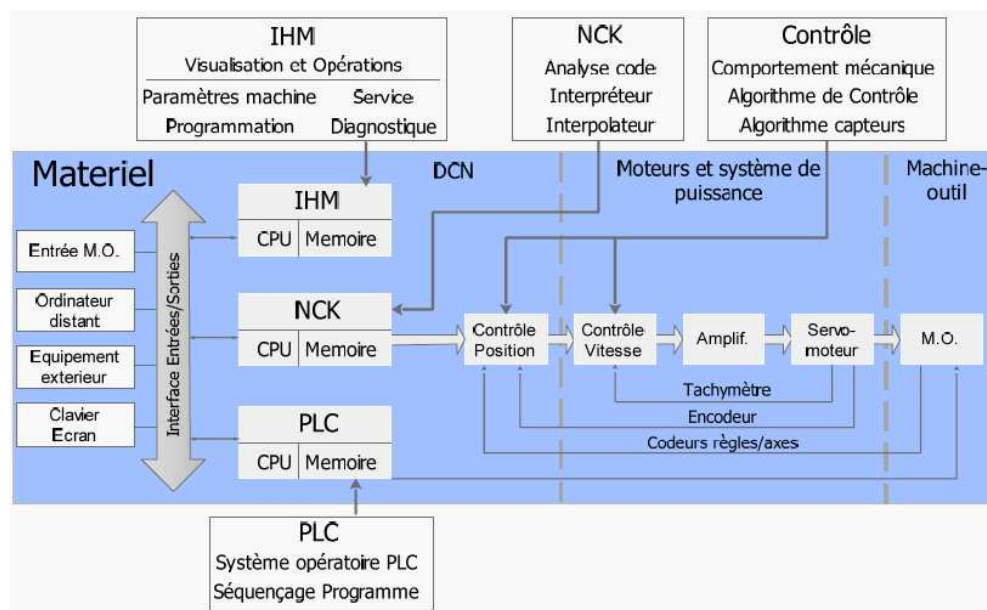 IHM
Visualisation et Opérations
Paramètres machine
Service
Programmation
Diagnostique
NCK
Analyse code
Interpréteur
Interpolateur
Contrôle
Comportement mécanique
Algorithme de Contrôle
Algorithme capteurs
Materiel
DCN
Moteurs et système de
puissance
Machine-
outil
Interface Entrées/Sorties
Entrée M.O.
Ordinateur
distant
Equipement
exterieur
Clavier
Ecran
IHM
CPU
Memoire
NCK
CPU
Memoire
PLC
CPU
Memoire
Contrôle
Position
Contrôle
Vitesse
Amplif.
Servo-
moteur
M.O.
Tachymètre
Encodeur
Codeurs règles/axes
PLC
Système opératoire PLC
Séquençage Programme